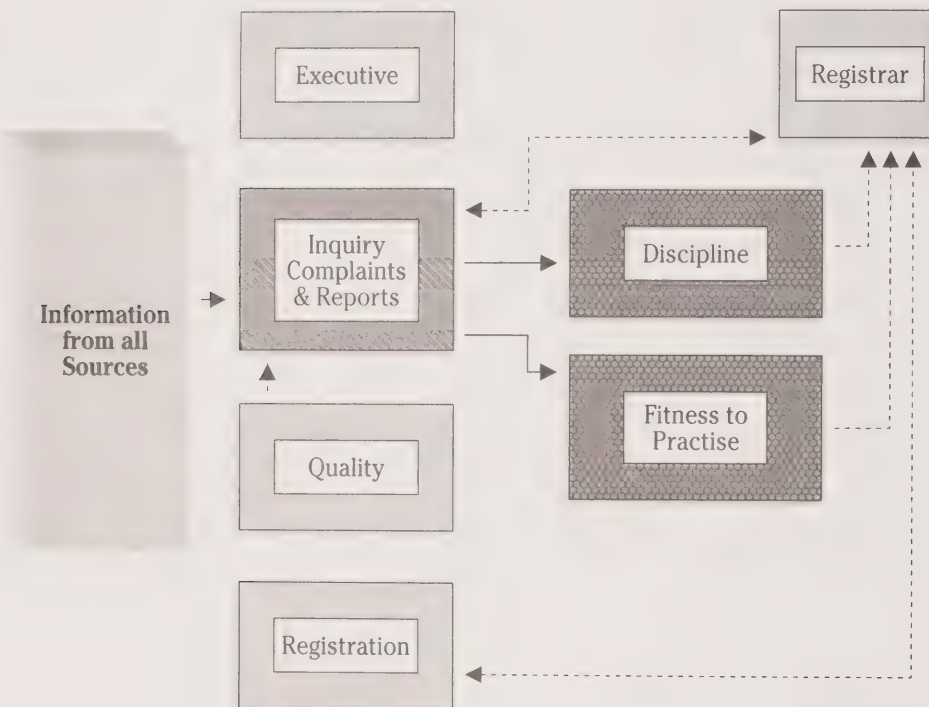 Executive
Registrar
Information
from all
Sources
Inquiry
Complaints
& Reports
Discipline
Fitness to
Practise
Quality
Registration